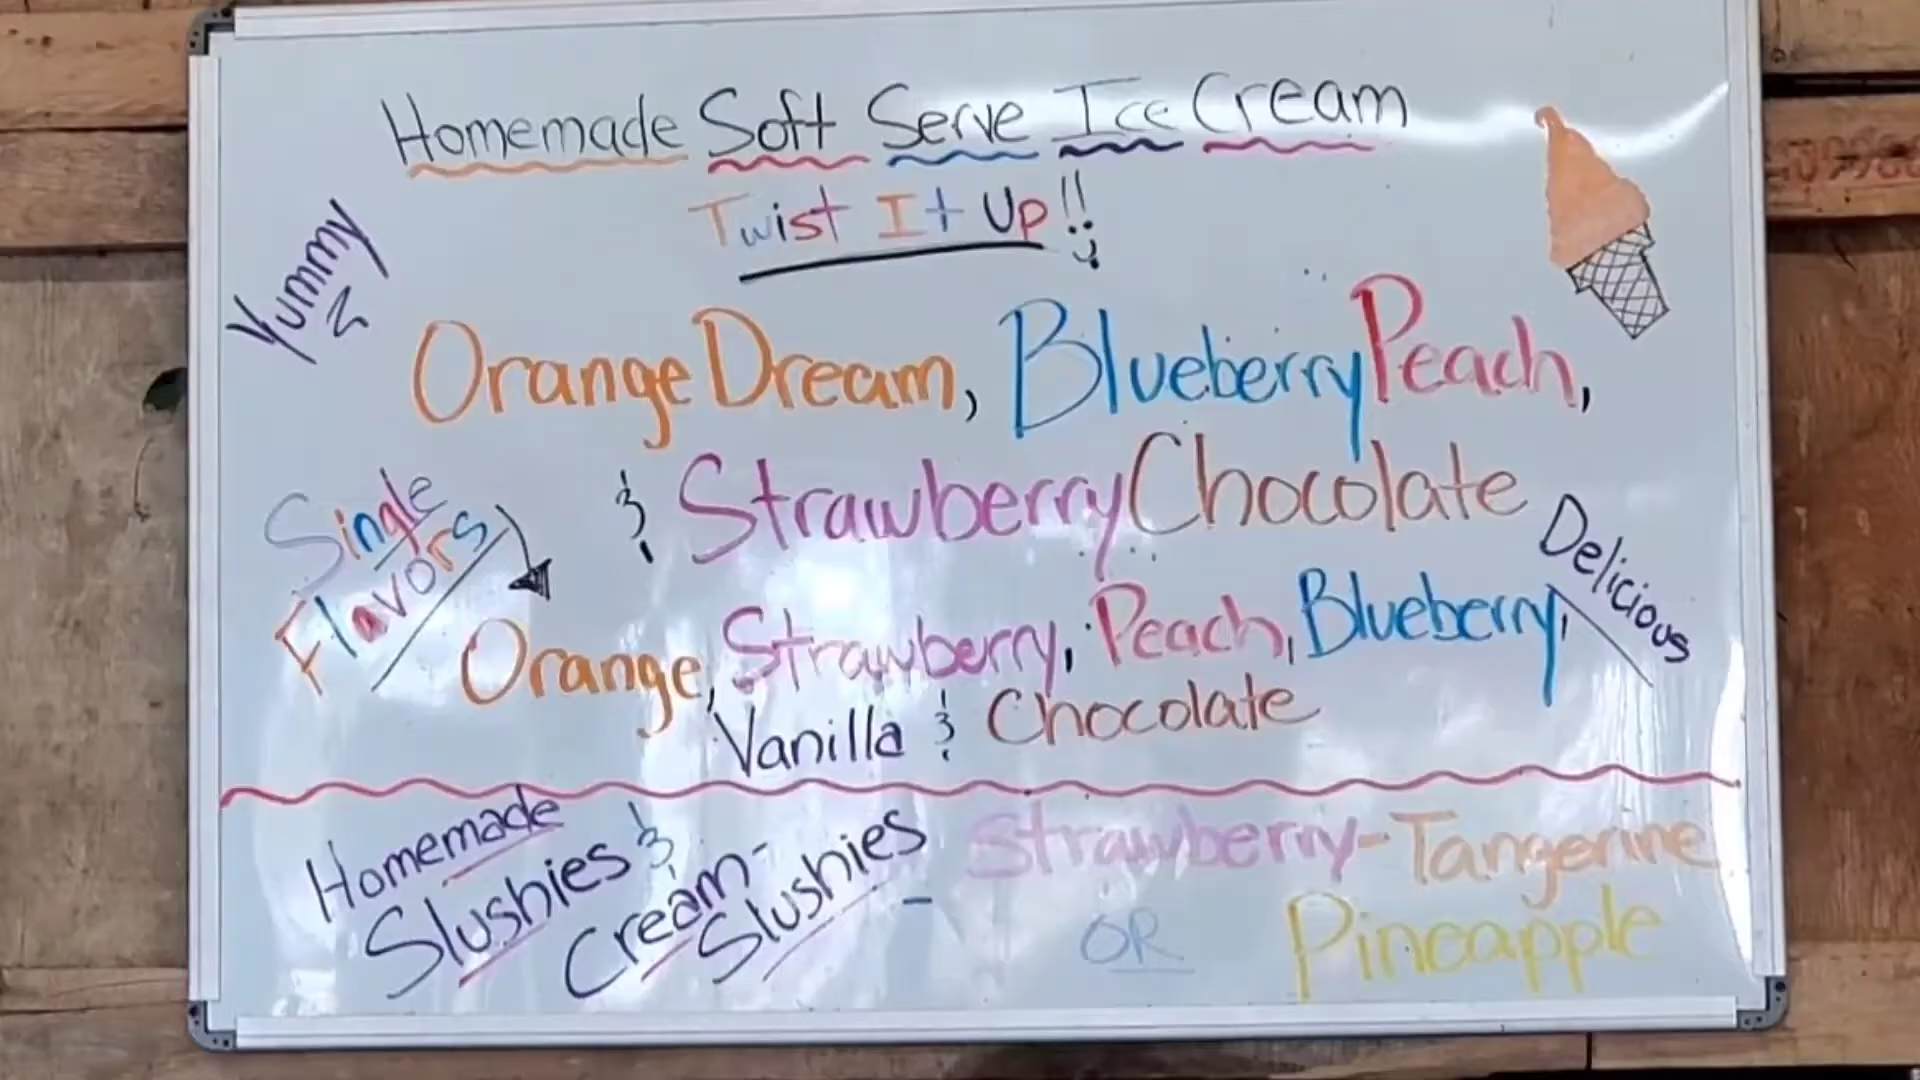 Homemade Soft Serve Ice Cream
Twist It Up!!
Yummy
Orange Dream, Blueberry Peach,
& Strawberry Chocolate
Delicious
Single
Flavors
Orange, Strawberry, Peach, Blueberry,
Vanilla & Chocolate
Homemade
Slushies &
Cream-
Slushies -
Strawberry-Tangerine
OR Pineapple